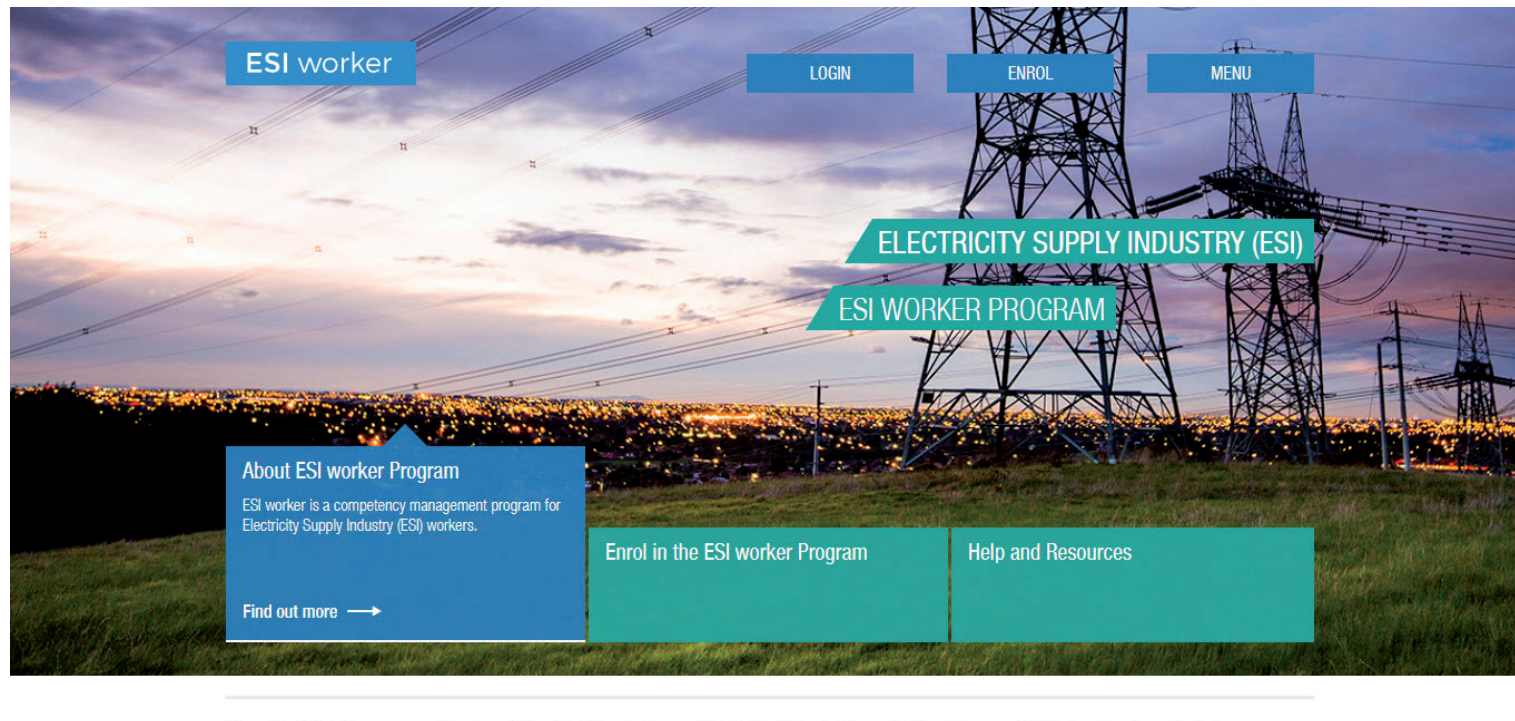 ESI worker
LOGIN
ENROL
MENU
ELECTRICITY SUPPLY INDUSTRY (ESI)
ESI WORKER PROGRAM
About ESI worker Program
ESI worker is a competency management program for
Electricity Supply Industry (ESI) workers.
Find out more
Enrol in the ESI worker Program
Help and Resources